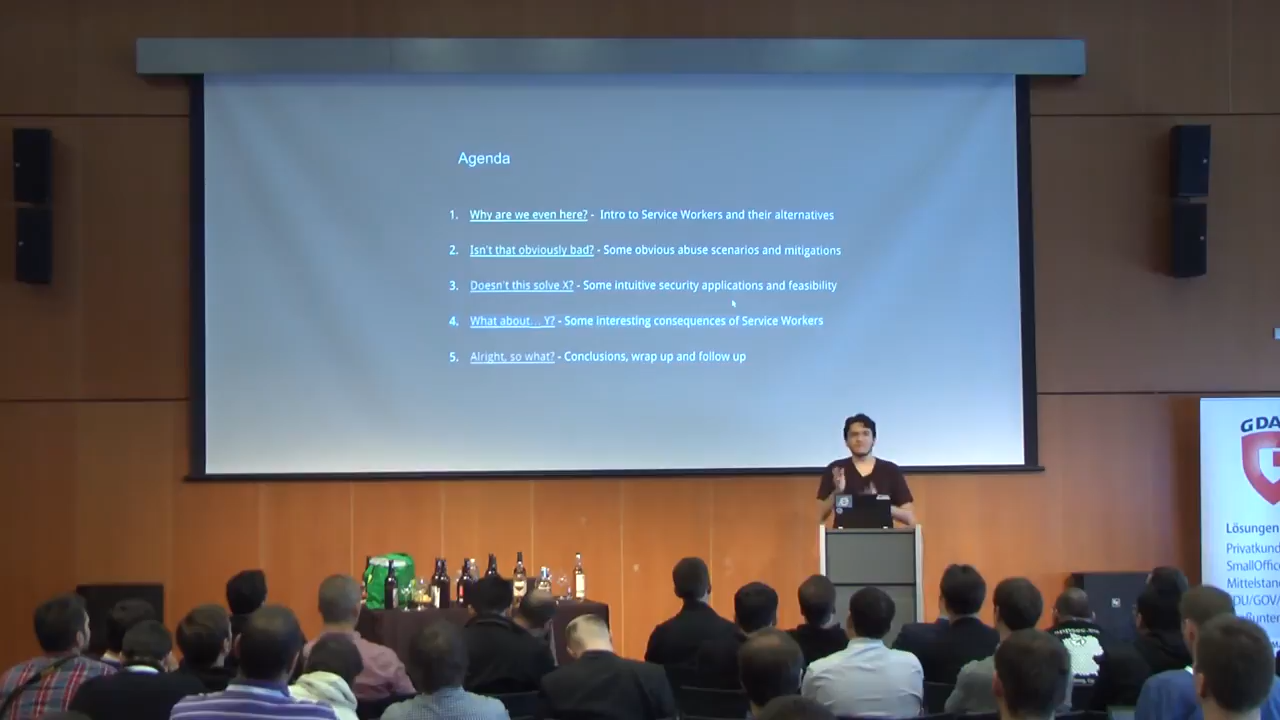 Agenda
1. Why are we even here? - Intro to Service Workers and their alternatives
2. Isn't that obviously bad? - Some obvious abuse scenarios and mitigations
3. Doesn't this solve X? - Some intuitive security applications and feasibility
4. What about... Y? - Some interesting consequences of Service Workers
5. Alright, so what? - Conclusions, wrap up and follow up
G DA
Lösungen
Privatkund
SmallOffice
Mittelstan